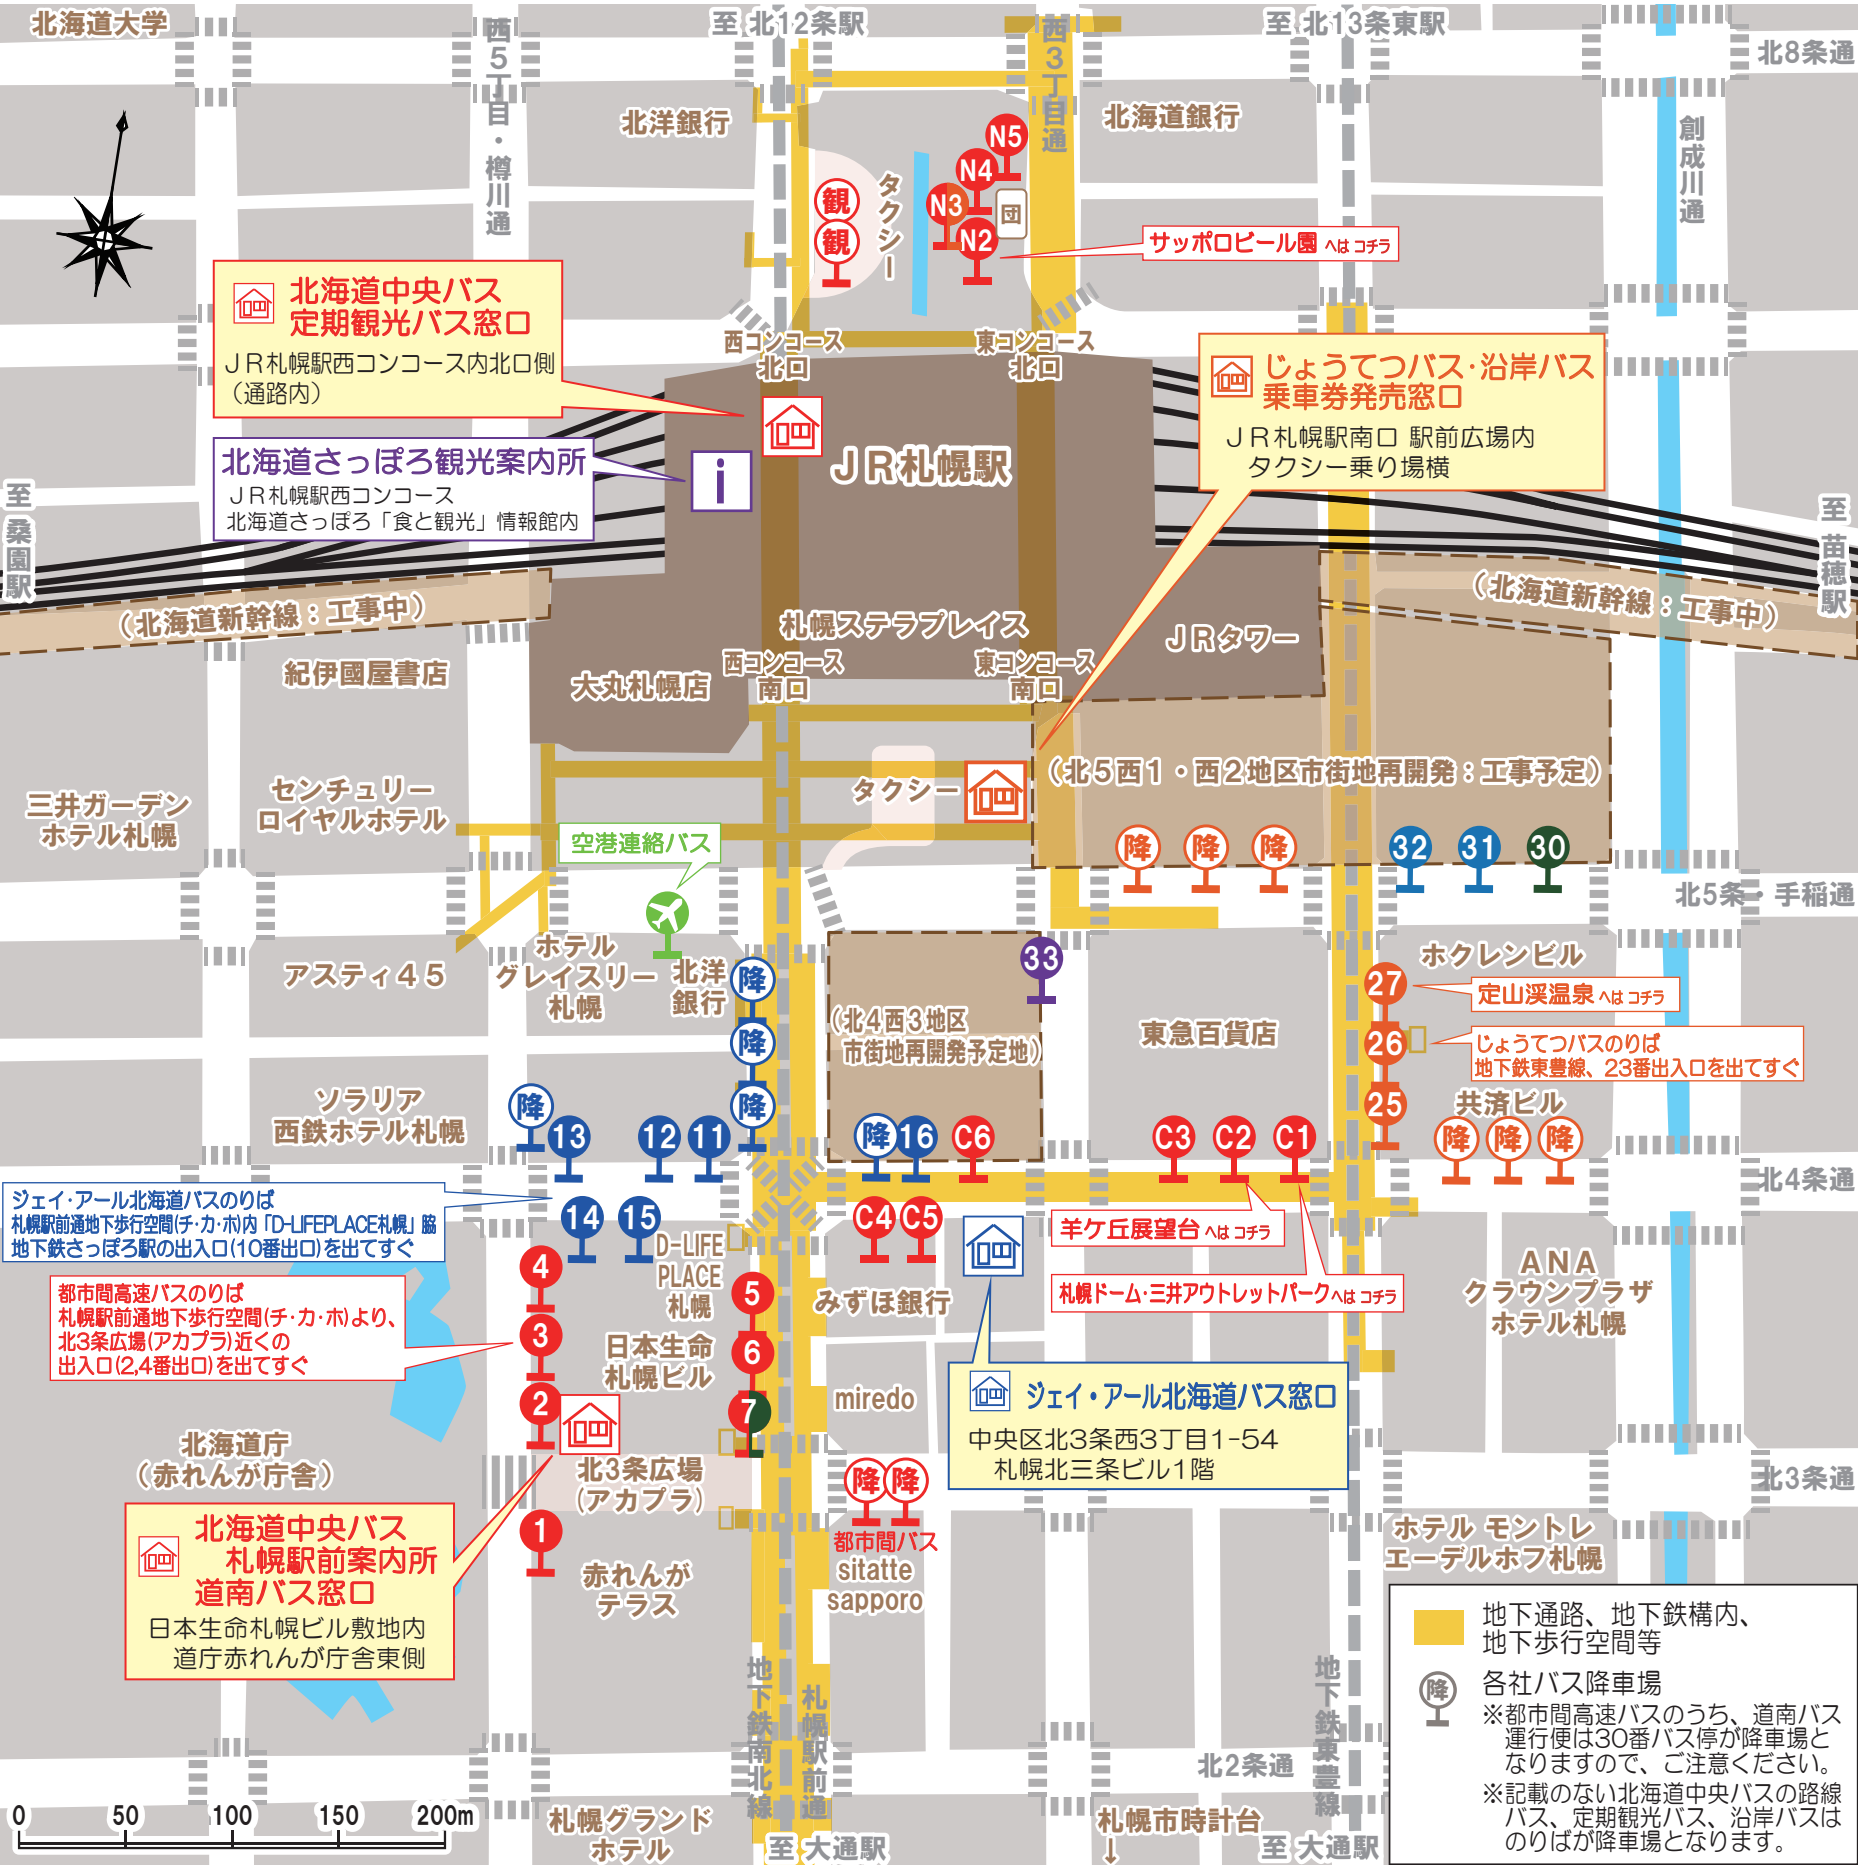 北海道大学
西5丁目・樽川通
至 北12条駅
西3丁目通
至 北13条東駅
北8条通
創成川通
北洋銀行
北海道銀行
タクシー
観
観
N5
N4
N3
N2
団
サッポロビール園 へは コチラ
北海道中央バス
定期観光バス窓口
JR札幌駅西コンコース内北口側
(通路内)
西コンコース
北口
東コンコース
北口
じょうてつバス・沿岸バス
乗車券発売窓口
JR札幌駅南口 駅前広場内
タクシー乗り場横
北海道さっぽろ観光案内所
JR札幌駅西コンコース
北海道さっぽろ「食と観光」情報館内
i
JR札幌駅
至 桑園駅
至 苗穂駅
(北海道新幹線：工事中)
(北海道新幹線：工事中)
札幌ステラプレイス
JRタワー
紀伊國屋書店
大丸札幌店
西コンコース
南口
東コンコース
南口
三井ガーデン
ホテル札幌
センチュリー
ロイヤルホテル
タクシー
(北5西1・西2地区市街地再開発：工事予定)
空港連絡バス
降
降
降
32
31
30
北5条・手稲通
アスティ45
ホテル
グレイスリー
札幌
北洋
銀行
降
降
降
33
(北4西3地区
市街地再開発予定地)
東急百貨店
ホクレンビル
27
定山渓温泉 へは コチラ
26
じょうてつバスのりば
地下鉄東豊線、23番出入口を出てすぐ
25
共済ビル
降
降
降
ソラリア
西鉄ホテル札幌
降
13
12
11
降
16
C6
C3
C2
C1
北4条通
ジェイ・アール北海道バスのりば
札幌駅前通地下歩行空間(チ・カ・ホ)内「D-LIFEPLACE札幌」脇
地下鉄さっぽろ駅の出入口(10番出口)を出てすぐ
14
15
D-LIFE
PLACE
札幌
C4
C5
羊ケ丘展望台 へは コチラ
札幌ドーム・三井アウトレットパークへは コチラ
ANA
クラウンプラザ
ホテル札幌
都市間高速バスのりば
札幌駅前通地下歩行空間(チ・カ・ホ)より、
北3条広場(アカプラ)近くの
出入口(2,4番出口)を出てすぐ
4
3
2
5
6
7
日本生命
札幌ビル
みずほ銀行
miredo
ジェイ・アール北海道バス窓口
中央区北3条西3丁目1-54
札幌北三条ビル1階
北海道庁
(赤れんが庁舎)
北3条広場
(アカプラ)
降
降
都市間バス
sitatte
sapporo
北3条通
北海道中央バス
札幌駅前案内所
道南バス窓口
日本生命札幌ビル敷地内
道庁赤れんが庁舎東側
1
赤れんが
テラス
ホテル モントレ
エーデルホフ札幌
地下通路、地下鉄構内、
地下歩行空間等
降
各社バス降車場
※都市間高速バスのうち、道南バス
運行便は30番バス停が降車場と
なりますので、ご注意ください。
※記載のない北海道中央バスの路線
バス、定期観光バス、沿岸バスは
のりばが降車場となります。
地下鉄南北線
札幌駅前通
地下鉄東豊線
北2条通
0 50 100 150 200m
札幌グランド
ホテル
至 大通駅
札幌市時計台
↓
至 大通駅